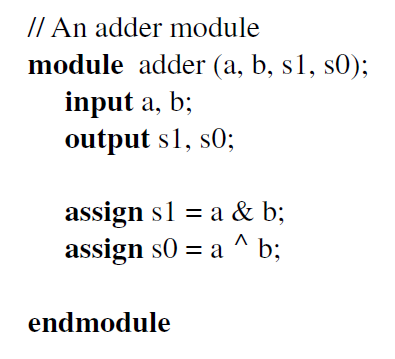 // An adder module
module adder (a, b, s1, s0);
input a, b;
output s1, s0;
assign s1 = a & b;
assign s0 = a ^ b;
endmodule